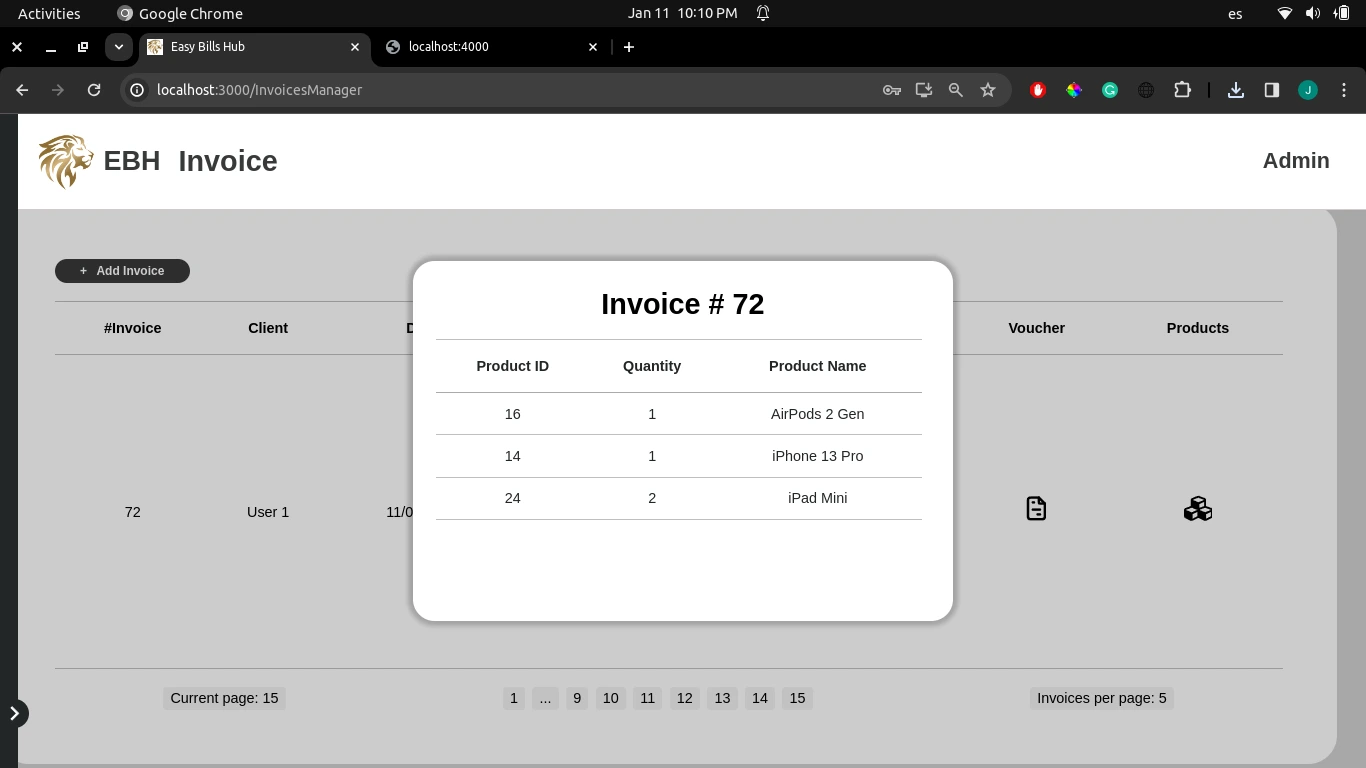 Activities Google Chrome Jan 11 10:10 PM es
Easy Bills Hub localhost:4000
localhost:3000/InvoicesManager J
EBH Invoice Admin
+ Add Invoice
Invoice # 72
#Invoice Client D Voucher Products
Product ID Quantity Product Name
16 1 AirPods 2 Gen
14 1 iPhone 13 Pro
24 2 iPad Mini
72 User 1 11/0
Current page: 15 1 ... 9 10 11 12 13 14 15 Invoices per page: 5